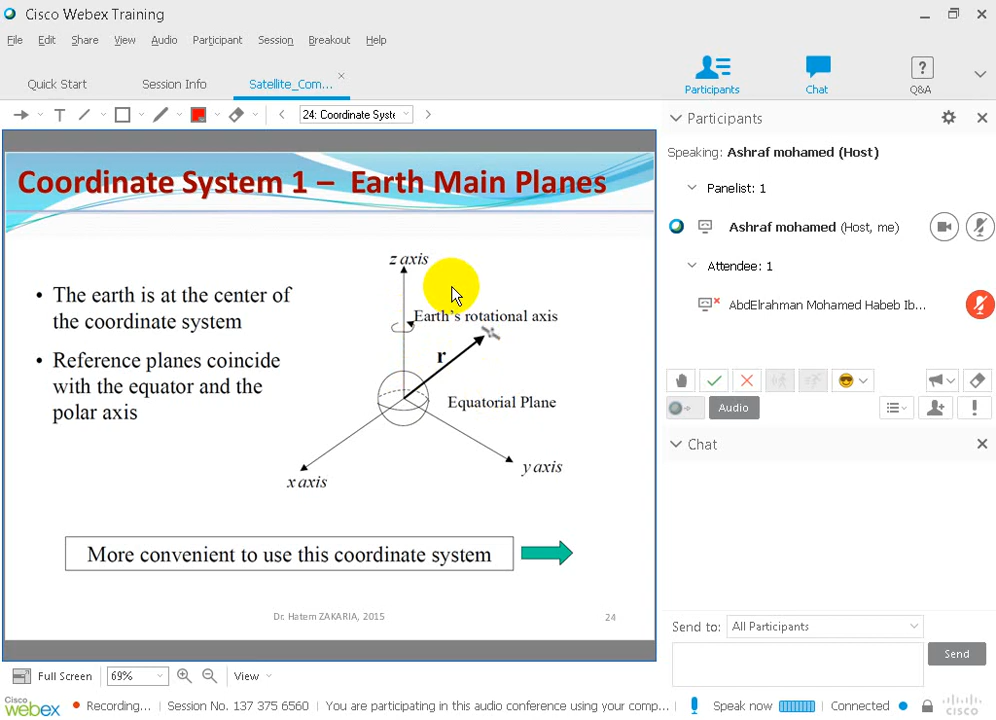 Cisco Webex Training
File Edit Share View Audio Participant Session Breakout Help
Quick Start Session Info Satellite_Com...
Participants Chat Q&A
24: Coordinate Syste
Coordinate System 1 – Earth Main Planes
• The earth is at the center of
the coordinate system
• Reference planes coincide
with the equator and the
polar axis
z axis
Earth's rotational axis
r
Equatorial Plane
y axis
x axis
More convenient to use this coordinate system
Dr. Hatem ZAKARIA, 2015 24
Participants
Speaking: Ashraf mohamed (Host)
Panelist: 1
Ashraf mohamed (Host, me)
Attendee: 1
AbdElrahman Mohamed Habeb Ib...
Audio
Chat
Send to: All Participants
Send
Full Screen 69% View
Cisco webex Recording... Session No. 137 375 6560 You are participating in this audio conference using your comp... Speak now Connected cisco